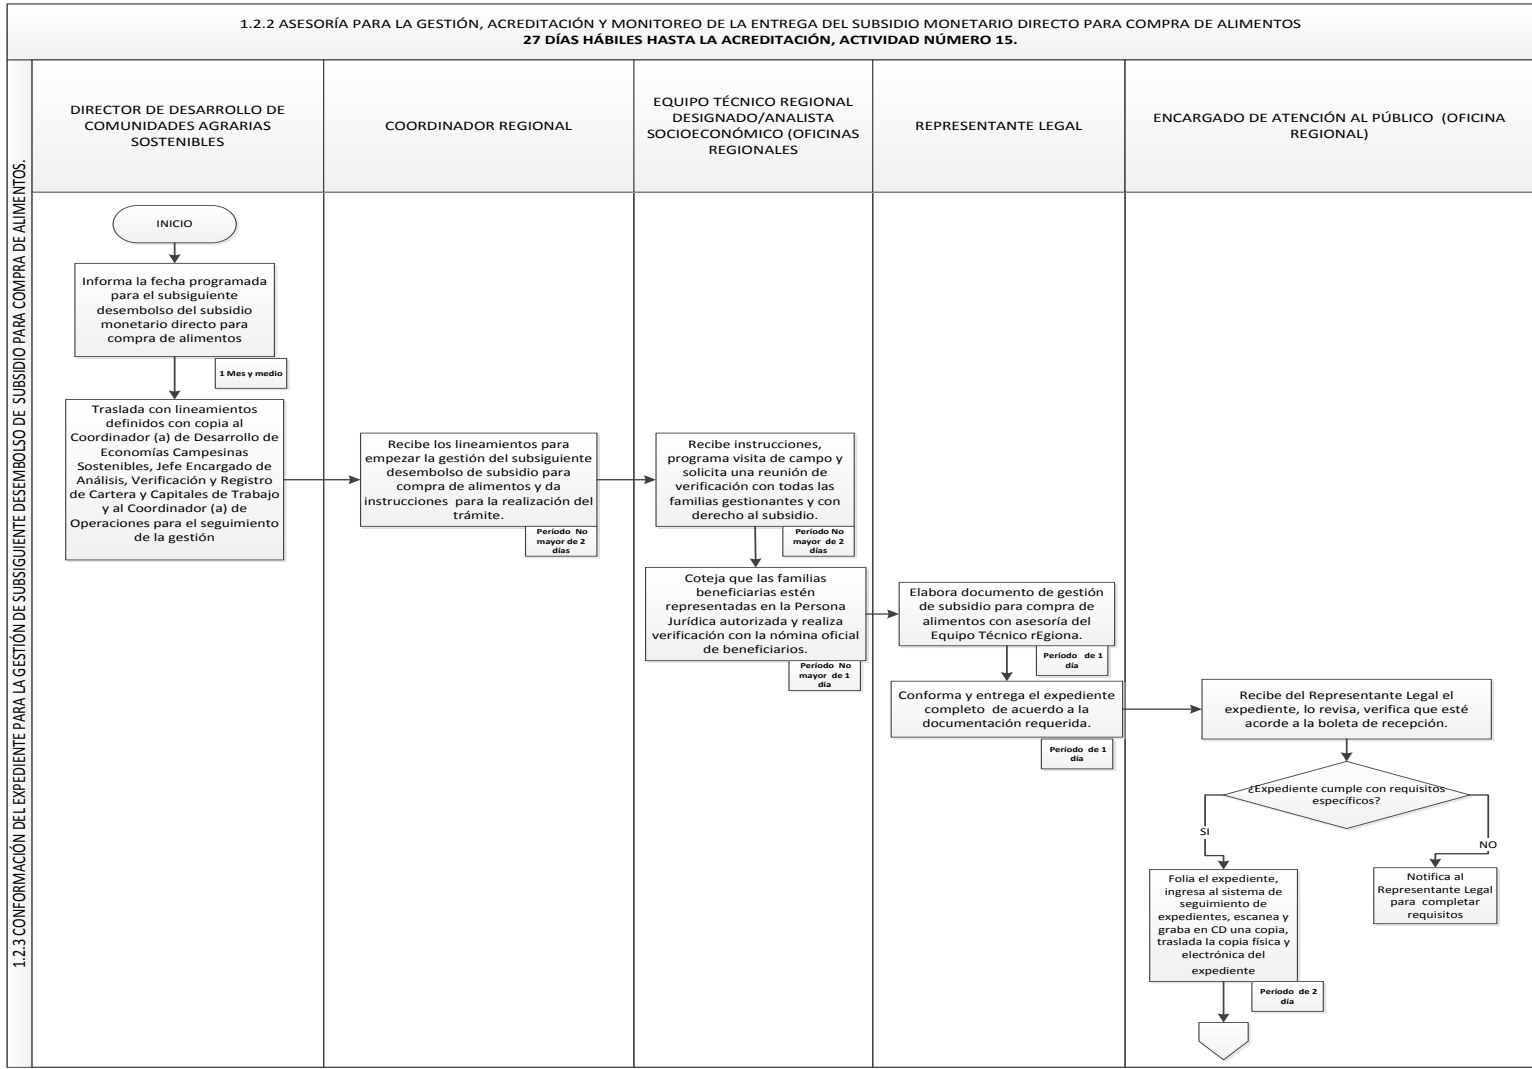 1.2.2 ASESORÍA PARA LA GESTIÓN, ACREDITACIÓN Y MONITOREO DE LA ENTREGA DEL SUBSIDIO MONETARIO DIRECTO PARA COMPRA DE ALIMENTOS
27 DÍAS HÁBILES HASTA LA ACREDITACIÓN, ACTIVIDAD NÚMERO 15.
1.2.3 CONFORMACIÓN DEL EXPEDIENTE PARA LA GESTIÓN DE SUBSIGUIENTE DESEMBOLSO DE SUBSIDIO PARA COMPRA DE ALIMENTOS.
DIRECTOR DE DESARROLLO DE
COMUNIDADES AGRARIAS
SOSTENIBLES
COORDINADOR REGIONAL
EQUIPO TÉCNICO REGIONAL
DESIGNADO/ANALISTA
SOCIOECONÓMICO (OFICINAS
REGIONALES
REPRESENTANTE LEGAL
ENCARGADO DE ATENCIÓN AL PÚBLICO (OFICINA
REGIONAL)
INICIO
Informa la fecha programada
para el subsiguiente
desembolso del subsidio
monetario directo para
compra de alimentos
1 Mes y medio
Traslada con lineamientos
definidos con copia al
Coordinador (a) de Desarrollo de
Economías Campesinas
Sostenibles, Jefe Encargado de
Análisis, Verificación y Registro
de Cartera y Capitales de Trabajo
y al Coordinador (a) de
Operaciones para el seguimiento
de la gestión
Recibe los lineamientos para
empezar la gestión del subsiguiente
desembolso de subsidio para
compra de alimentos y da
instrucciones para la realización del
trámite.
Período No
mayor de 2
días
Recibe instrucciones,
programa visita de campo y
solicita una reunión de
verificación con todas las
familias gestionantes y con
derecho al subsidio.
Período No
mayor de 2
días
Coteja que las familias
beneficiarias estén
representadas en la Persona
Jurídica autorizada y realiza
verificación con la nómina oficial
de beneficiarios.
Período No
mayor de 1
día
Elabora documento de gestión
de subsidio para compra de
alimentos con asesoría del
Equipo Técnico rEgiona.
Período de 1
día
Conforma y entrega el expediente
completo de acuerdo a la
documentación requerida.
Período de 1
día
Recibe del Representante Legal el
expediente, lo revisa, verifica que esté
acorde a la boleta de recepción.
¿Expediente cumple con requisitos
específicos?
SI
NO
Folia el expediente,
ingresa al sistema de
seguimiento de
expedientes, escanea y
graba en CD una copia,
traslada la copia física y
electrónica del
expediente
Período de 2
día
Notifica al
Representante Legal
para completar
requisitos